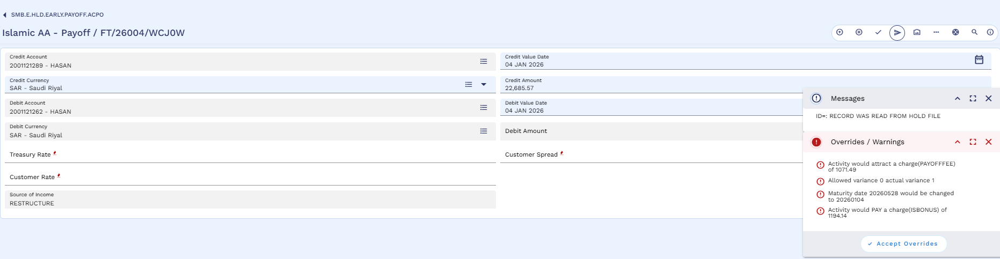 SMB.E.HLD.EARLY.PAYOFF.ACPO
Islamic AA - Payoff / FT/26004/WCJ0W
Credit Account
2001121289 - HASAN
Credit Value Date
04 JAN 2026
Credit Currency
SAR - Saudi Riyal
Credit Amount
22,685.57
Debit Account
2001121262 - HASAN
Debit Value Date
04 JAN 2026
Debit Currency
SAR - Saudi Riyal
Debit Amount
Treasury Rate
Customer Spread
Customer Rate
Source of Income
RESTRUCTURE
Messages
ID=: RECORD WAS READ FROM HOLD FILE
Overrides / Warnings
Activity would attract a charge(PAYOFFFEE)
of 1071.49
Allowed variance 0 actual variance 1
Maturity date 20260528 would be changed
to 20260104
Activity would PAY a charge(ISBONUS) of
1194.14
Accept Overrides